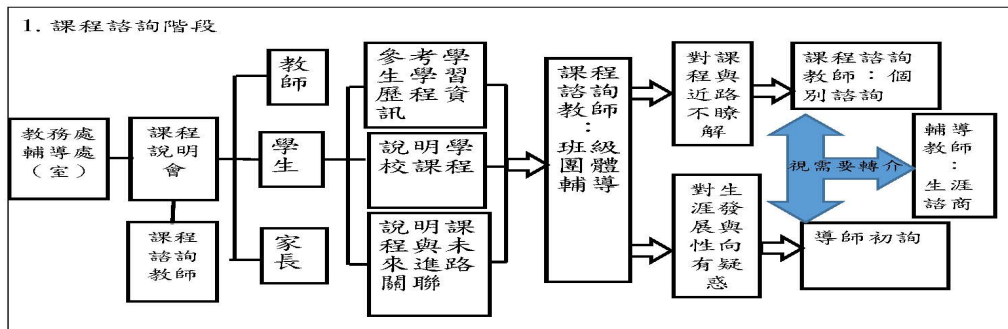 1. 課程諮詢階段
教務處
輔導處
（室）
課程
說明
會
課程
諮詢
教師
教
師
學
生
家
長
參考學
生學習
歷程資
訊
說明學
校課程
說明課
程與未
來進路
關聯
課程
諮詢
教師
：
班級
團體
輔導
對課
程與
近路
不瞭
解
對生
涯發
展與
性向
有疑
惑
課程諮詢
教師：個
別諮詢
視需要轉介
導師初詢
輔導
教師
：
生涯
諮商